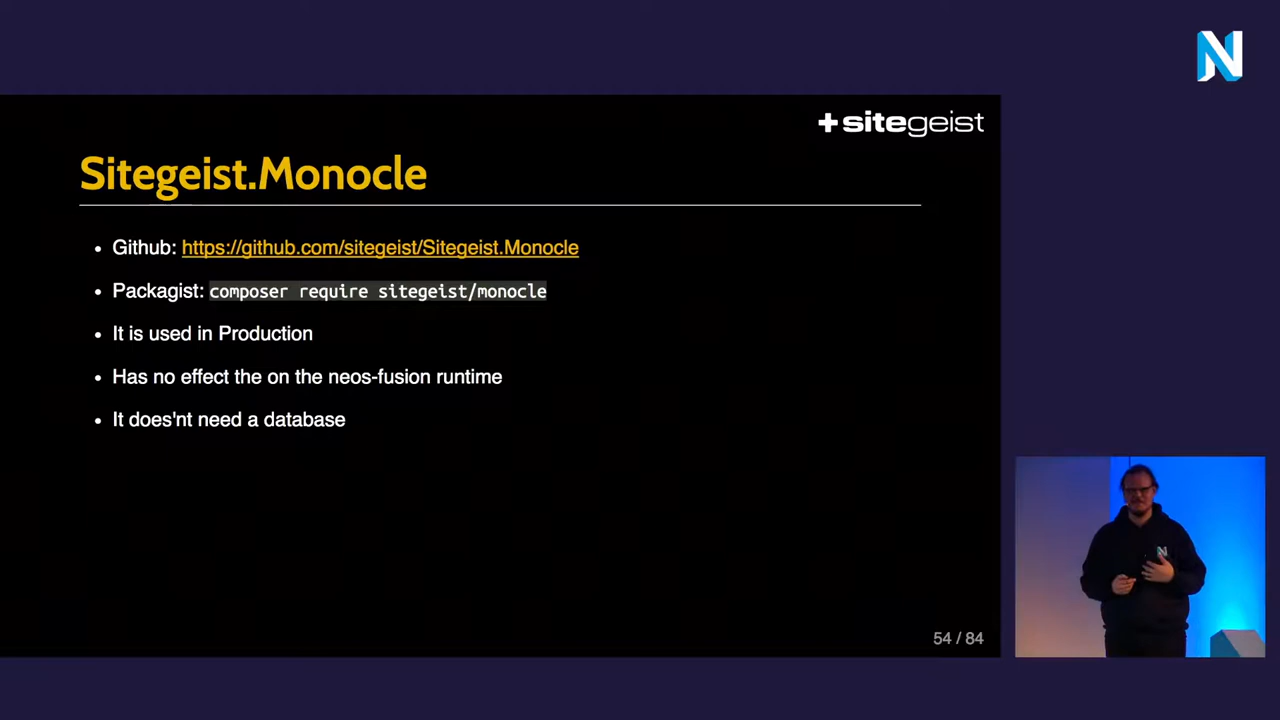 +sitegeist
Sitegeist.Monocle
• Github: https://github.com/sitegeist/Sitegeist.Monocle
• Packagist: composer require sitegeist/monocle
• It is used in Production
• Has no effect the on the neos-fusion runtime
• It does'nt need a database
54 / 84